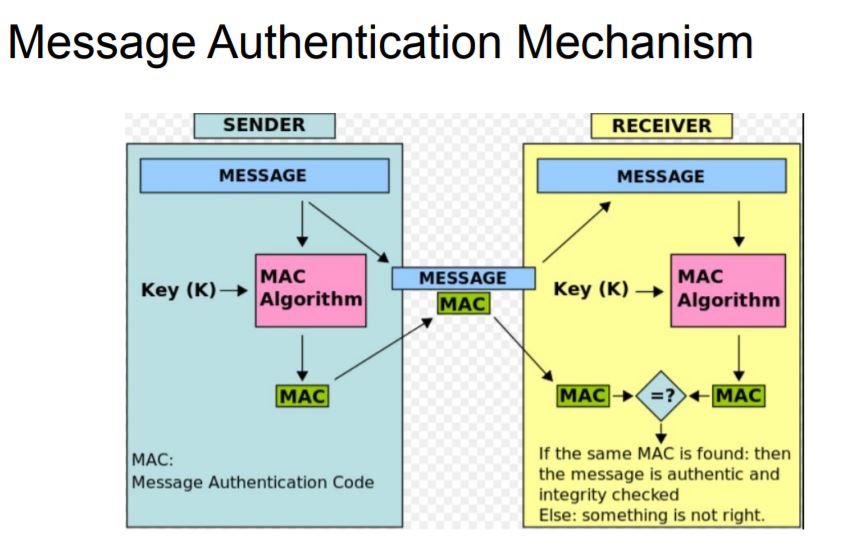 Message Authentication Mechanism
SENDER
MESSAGE
Key (K)
MAC
Algorithm
MAC
MAC:
Message Authentication Code
MESSAGE
MAC
RECEIVER
MESSAGE
Key (K)
MAC
Algorithm
MAC
=?
MAC
If the same MAC is found: then
the message is authentic and
integrity checked
Else: something is not right.